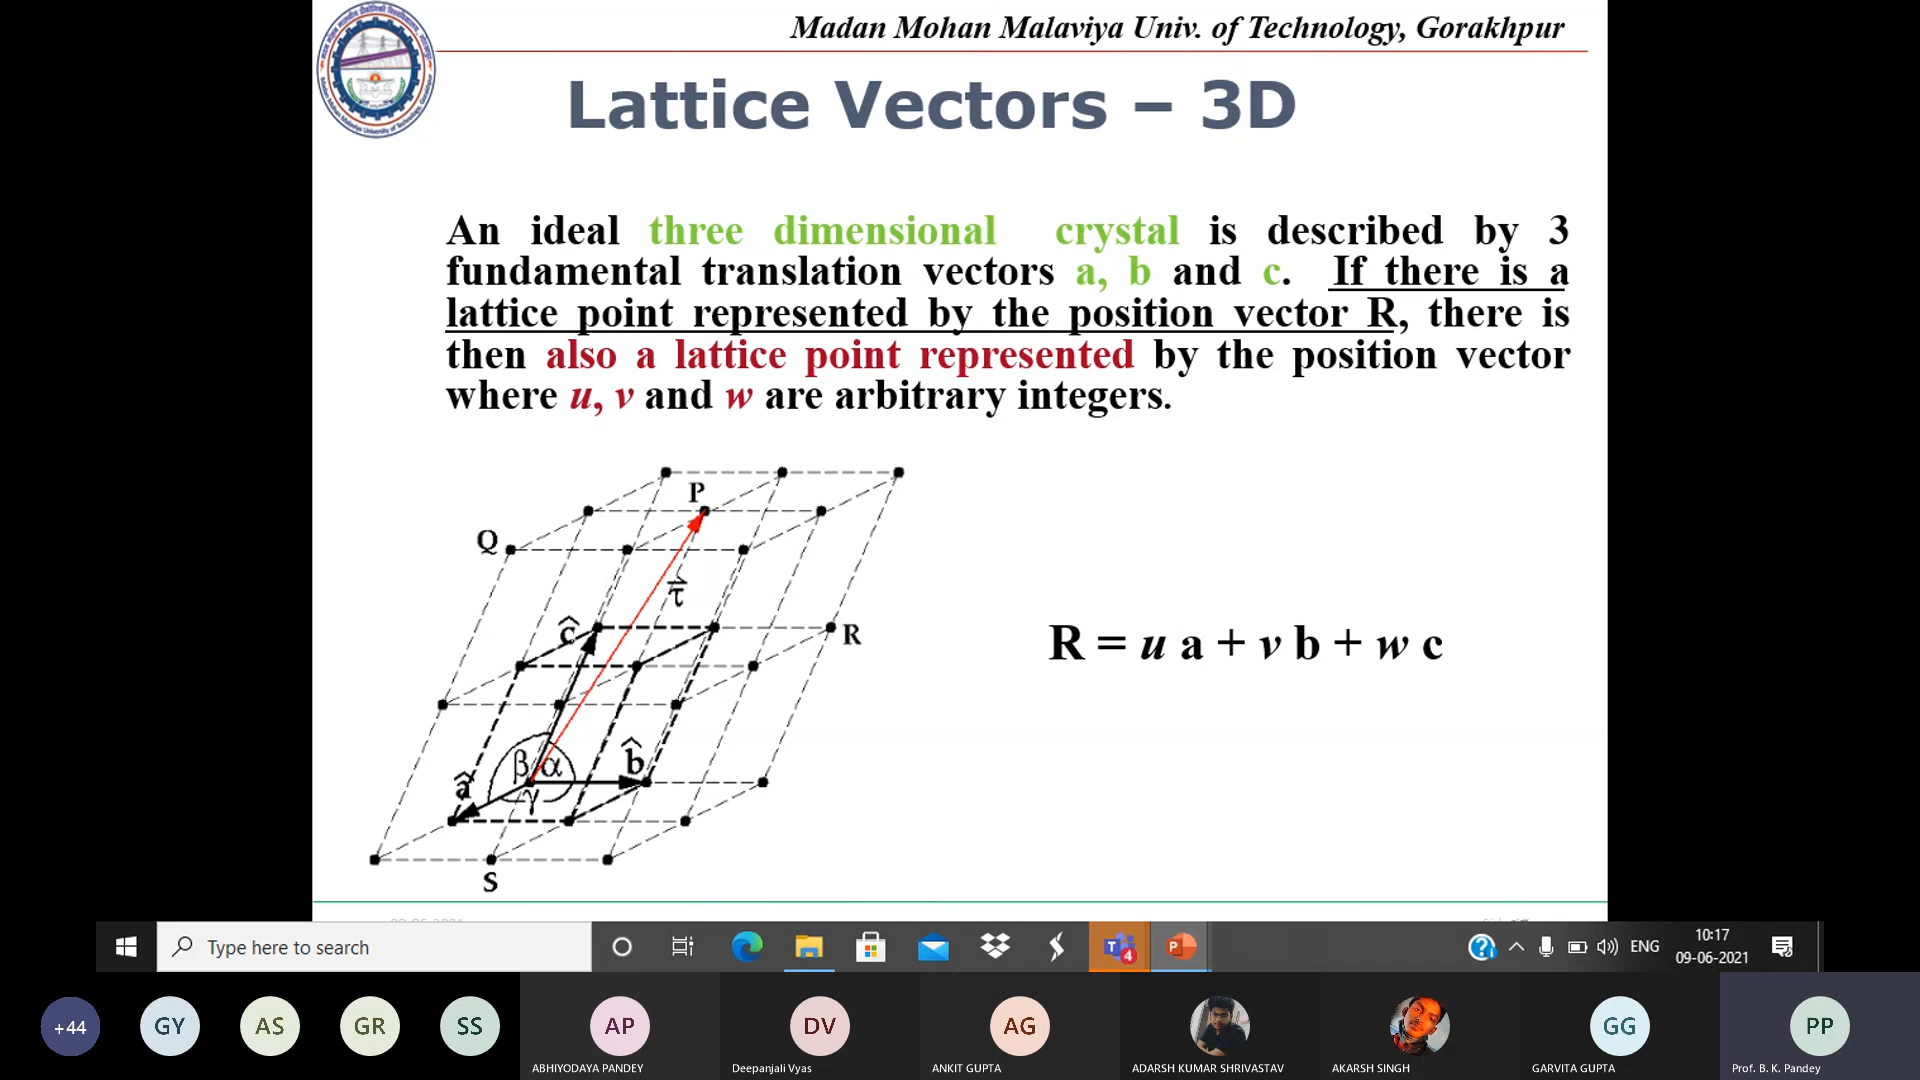 Madan Mohan Malaviya Univ. of Technology, Gorakhpur
Lattice Vectors – 3D
An ideal three dimensional crystal is described by 3
fundamental translation vectors a, b and c. If there is a
lattice point represented by the position vector R, there is
then also a lattice point represented by the position vector
where u, v and w are arbitrary integers.
P
Q
τ
ĉ
R
R = u a + v b + w c
β α b̂
â γ
S
Type here to search
4
ENG
10:17
09-06-2021
+44 GY AS GR SS AP DV AG GG PP
ABHIYODAYA PANDEY Deepanjali Vyas ANKIT GUPTA ADARSH KUMAR SHRIVASTAV AKARSH SINGH GARVITA GUPTA Prof. B. K. Pandey